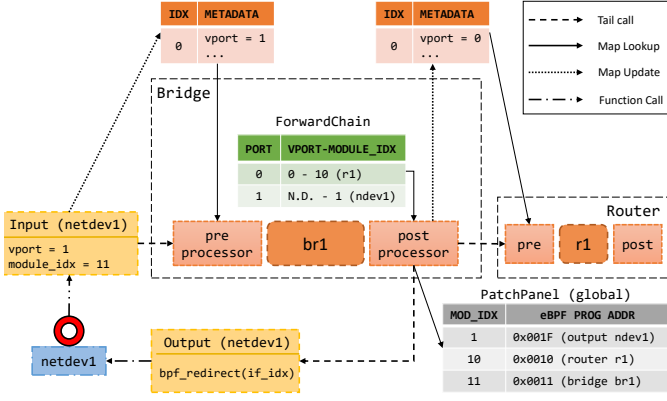 IDX METADATA
0 vport = 1
...
IDX METADATA
0 vport = 0
...
Tail call
Map Lookup
Map Update
Function Call
Bridge
ForwardChain
PORT VPORT-MODULE_IDX
0 0 - 10 (r1)
1 N.D. - 1 (ndev1)
Input (netdev1)
vport = 1
module_idx = 11
pre
processor
br1
post
processor
Router
pre
r1
post
PatchPanel (global)
MOD_IDX eBPF PROG ADDR
1 0x001F (output ndev1)
10 0x0010 (router r1)
11 0x0011 (bridge br1)
netdev1
Output (netdev1)
bpf_redirect(if_idx)